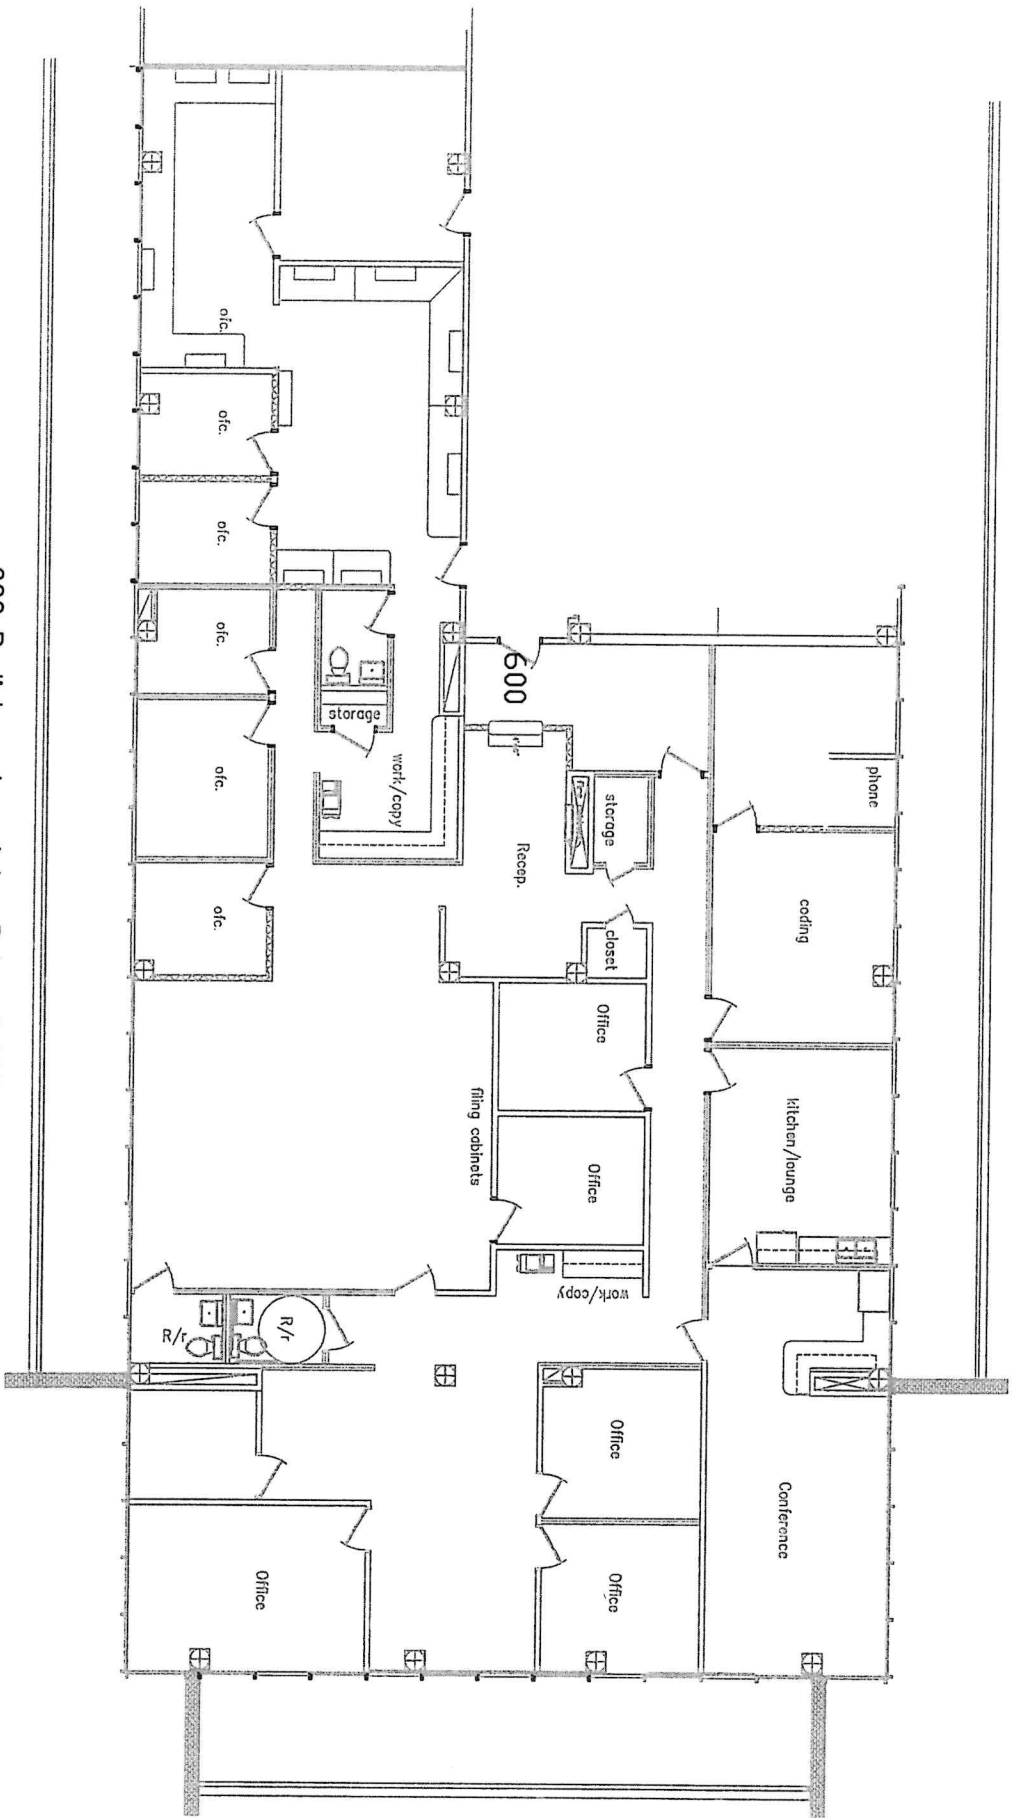 ofc.
ofc.
ofc.
ofc.
ofc.
ofc.
storage
work/copy
600
Recep.
storage
closet
phone
coding
kitchen/lounge
Office
Office
filing cabinets
work/copy
R/r
R/r
Office
Office
Office
Conference